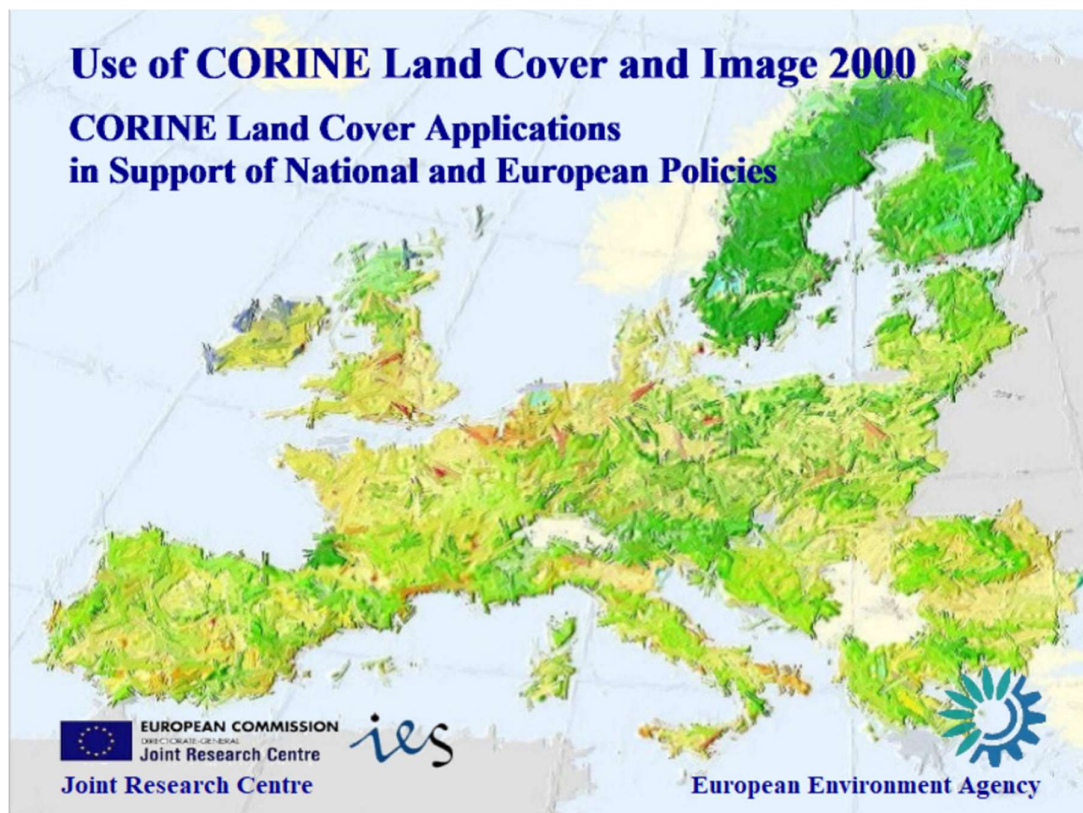 Use of CORINE Land Cover and Image 2000
CORINE Land Cover Applications
in Support of National and European Policies
EUROPEAN COMMISSION
DIRECTORATE-GENERAL
Joint Research Centre
ies
Joint Research Centre
European Environment Agency